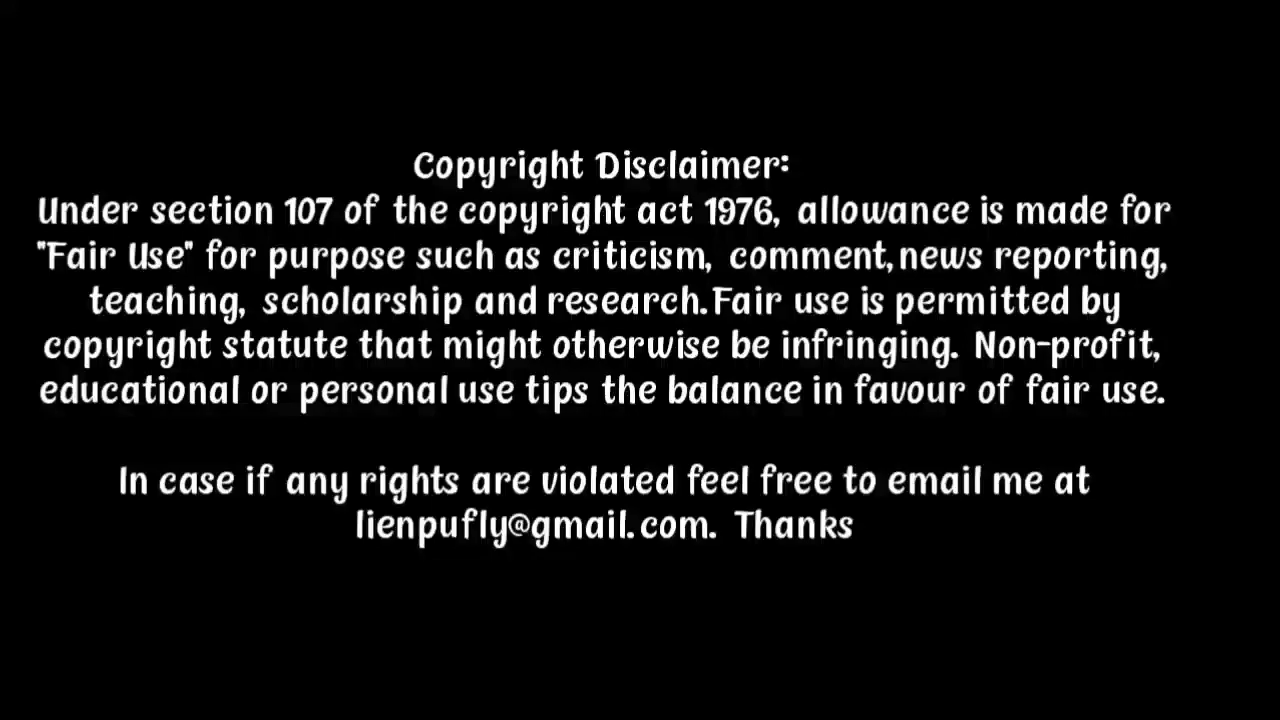 Copyright Disclaimer:
Under section 107 of the copyright act 1976, allowance is made for
"Fair Use" for purpose such as criticism, comment, news reporting,
teaching, scholarship and research. Fair use is permitted by
copyright statute that might otherwise be infringing. Non-profit,
educational or personal use tips the balance in favour of fair use.
In case if any rights are violated feel free to email me at
lienpufly@gmail.com. Thanks